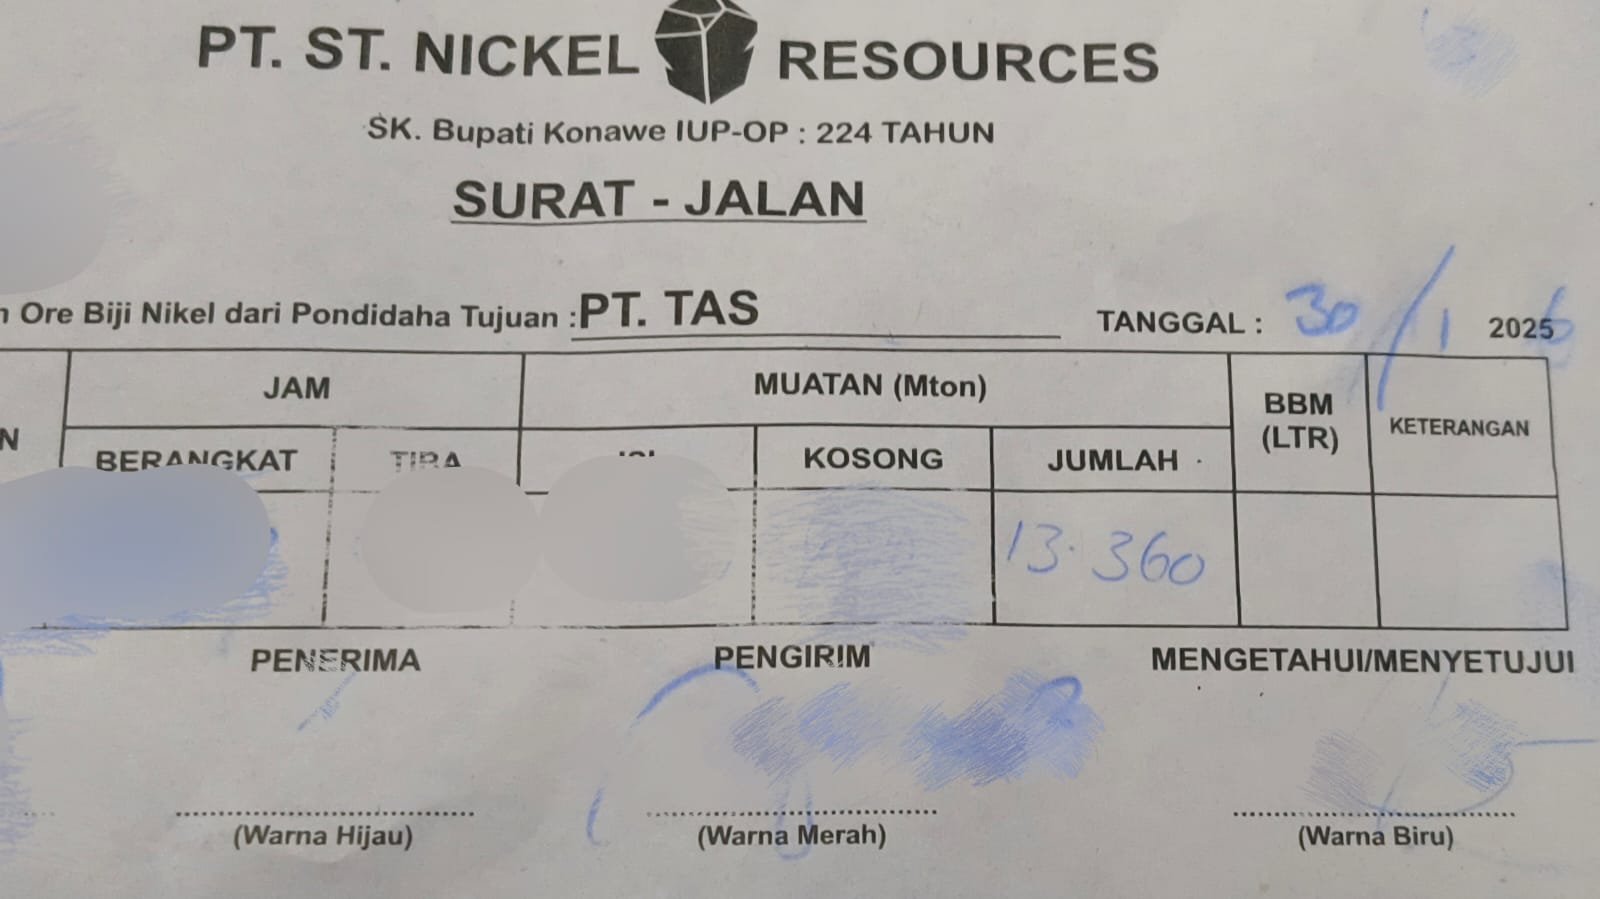 PT. ST. NICKEL RESOURCES
SK. Bupati Konawe IUP-OP : 224 TAHUN
SURAT - JALAN
Ore Biji Nikel dari Pondidaha Tujuan : PT. TAS TANGGAL : 30/1 2026
JAM MUATAN (Mton) BBM (LTR) KETERANGAN
BERANGKAT KOSONG JUMLAH
13.360
PENERIMA PENGIRIM MENGETAHUI/MENYETUJUI
(Warna Hijau) (Warna Merah) (Warna Biru)